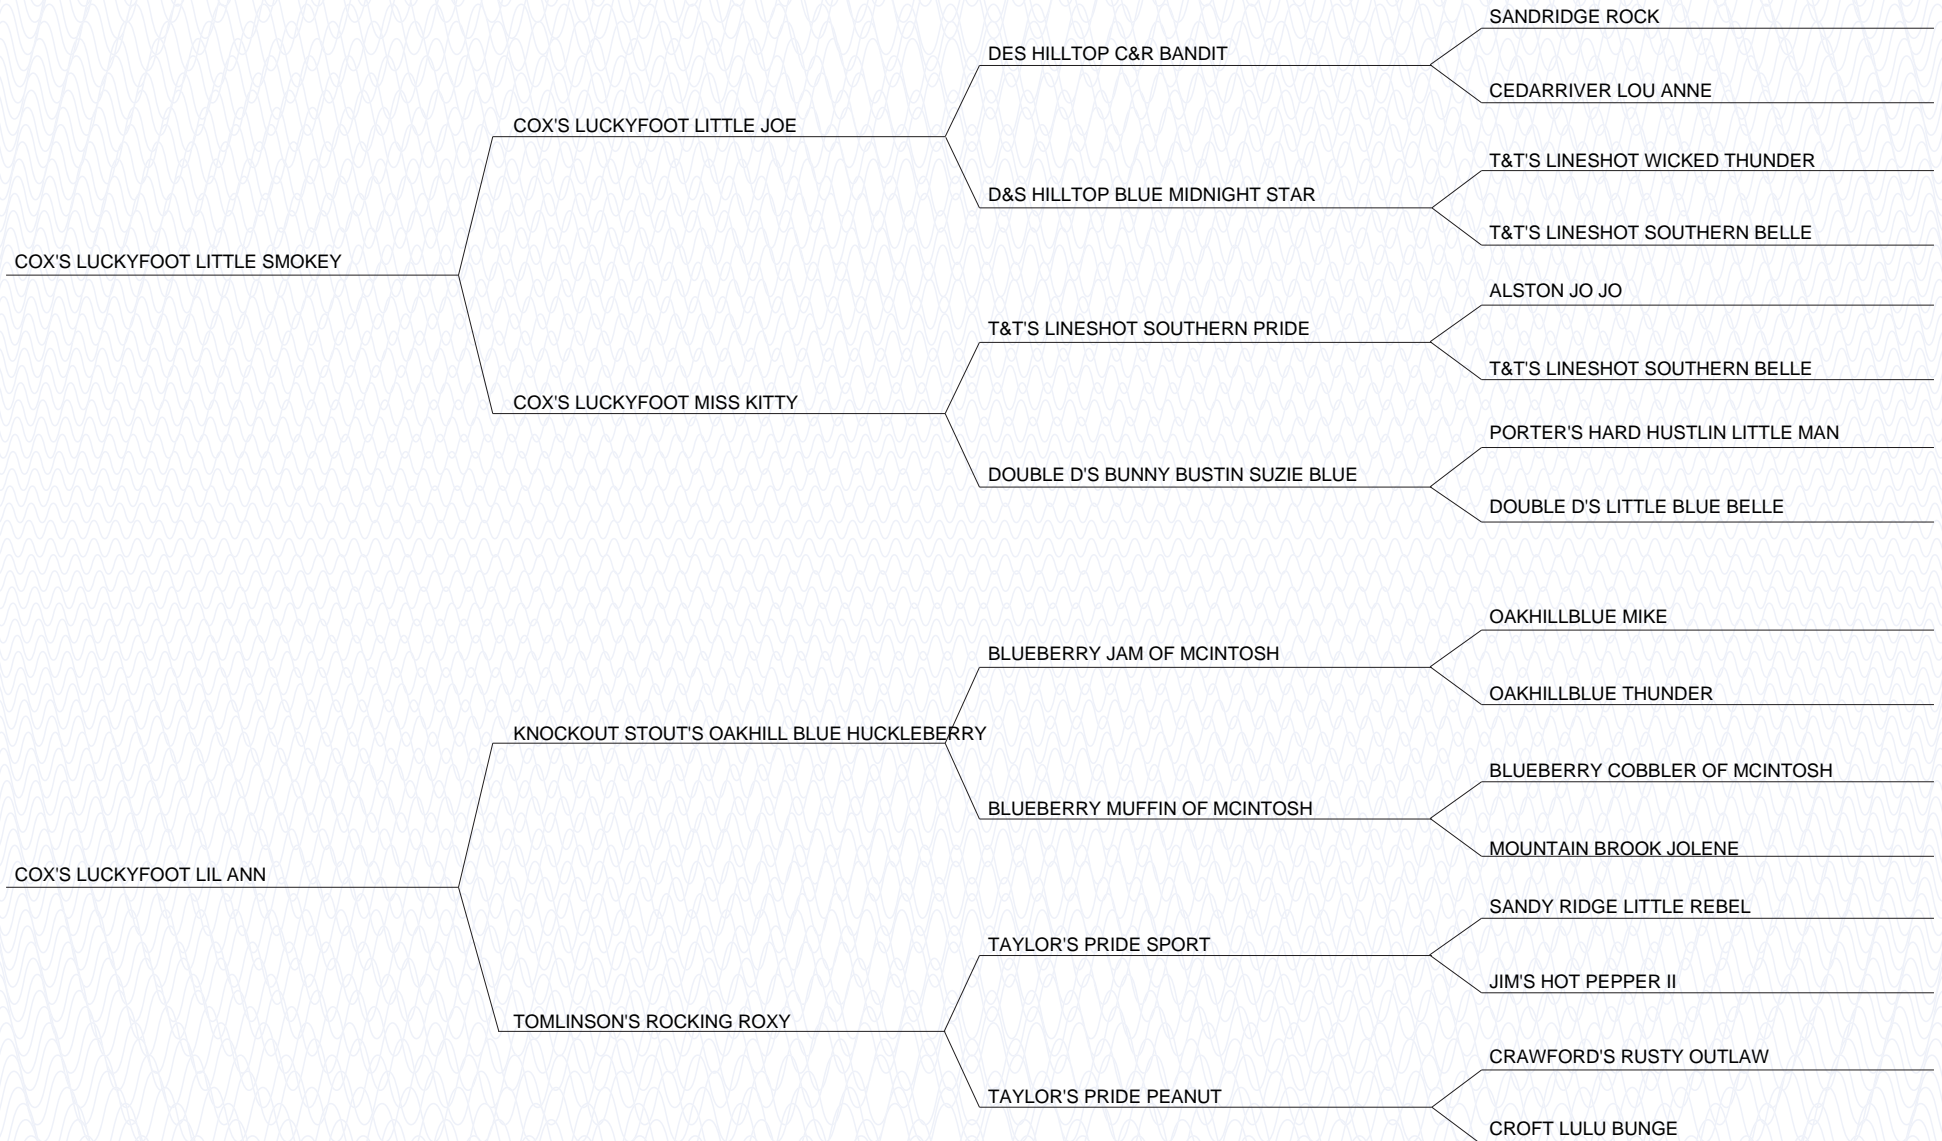 SANDRIDGE ROCK
DES HILLTOP C&R BANDIT
CEDARRIVER LOU ANNE
COX'S LUCKYFOOT LITTLE JOE
T&T'S LINESHOT WICKED THUNDER
D&S HILLTOP BLUE MIDNIGHT STAR
T&T'S LINESHOT SOUTHERN BELLE
COX'S LUCKYFOOT LITTLE SMOKEY
ALSTON JO JO
T&T'S LINESHOT SOUTHERN PRIDE
T&T'S LINESHOT SOUTHERN BELLE
COX'S LUCKYFOOT MISS KITTY
PORTER'S HARD HUSTLIN LITTLE MAN
DOUBLE D'S BUNNY BUSTIN SUZIE BLUE
DOUBLE D'S LITTLE BLUE BELLE
OAKHILLBLUE MIKE
BLUEBERRY JAM OF MCINTOSH
OAKHILLBLUE THUNDER
KNOCKOUT STOUT'S OAKHILL BLUE HUCKLEBERRY
BLUEBERRY COBBLER OF MCINTOSH
BLUEBERRY MUFFIN OF MCINTOSH
MOUNTAIN BROOK JOLENE
COX'S LUCKYFOOT LIL ANN
SANDY RIDGE LITTLE REBEL
TAYLOR'S PRIDE SPORT
JIM'S HOT PEPPER II
TOMLINSON'S ROCKING ROXY
CRAWFORD'S RUSTY OUTLAW
TAYLOR'S PRIDE PEANUT
CROFT LULU BUNGE